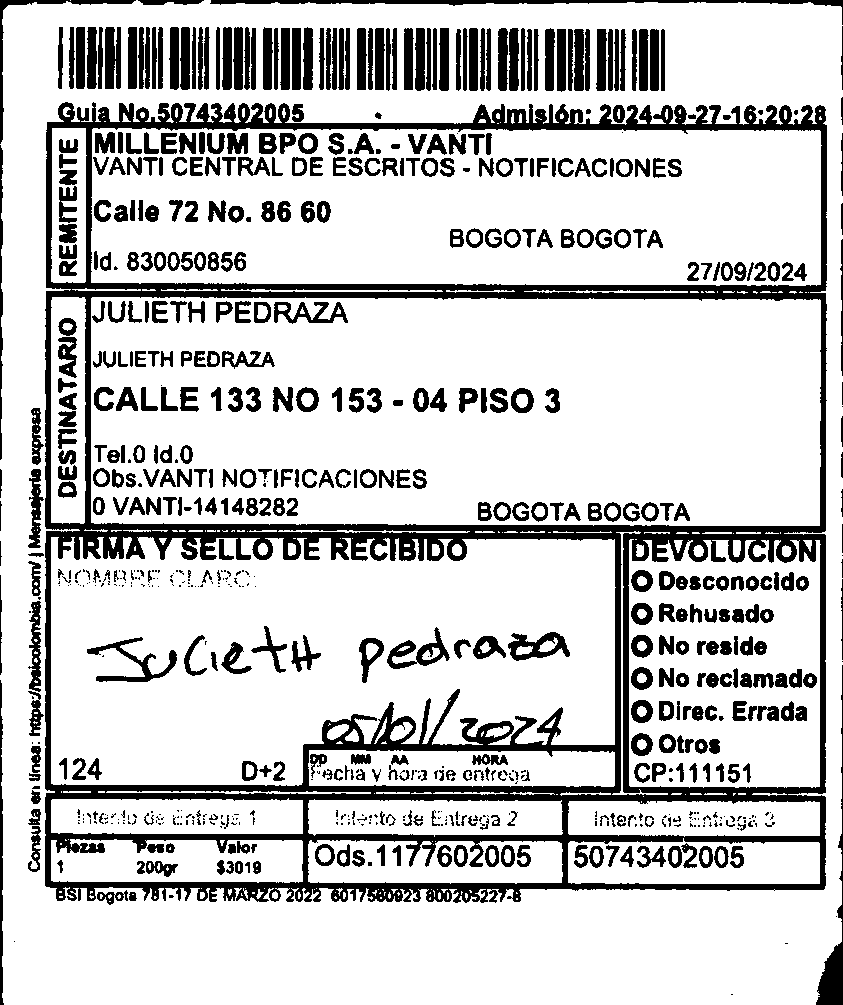 Guia No.50743402005 Admisión: 2024-09-27-16:20:28
REMITENTE
MILLENIUM BPO S.A. - VANTI
VANTI CENTRAL DE ESCRITOS - NOTIFICACIONES
Calle 72 No. 86 60
BOGOTA BOGOTA
Id. 830050856
27/09/2024
DESTINATARIO
JULIETH PEDRAZA
JULIETH PEDRAZA
CALLE 133 NO 153 - 04 PISO 3
Tel.0 Id.0
Obs.VANTI NOTIFICACIONES
0 VANTI-14148282
BOGOTA BOGOTA
Consulta en línea: https://bsicolombia.com/ | Mensajería expresa
FIRMA Y SELLO DE RECIBIDO
NOMBRE CLARO:
Julieth pedraza
2024
124 D+2
DD MM AA HORA
Fecha y hora de entrega
DEVOLUCION
Desconocido
Rehusado
No reside
No reclamado
Direc. Errada
Otros
CP:111151
Intento de Entrega 1 Intento de Entrega 2 Intento de Entrega 3
Piezas Peso Valor
1 200gr $3019
Ods.1177602005 50743402005
BSI Bogota 781-17 DE MARZO 2022 6017560923 800205227-8